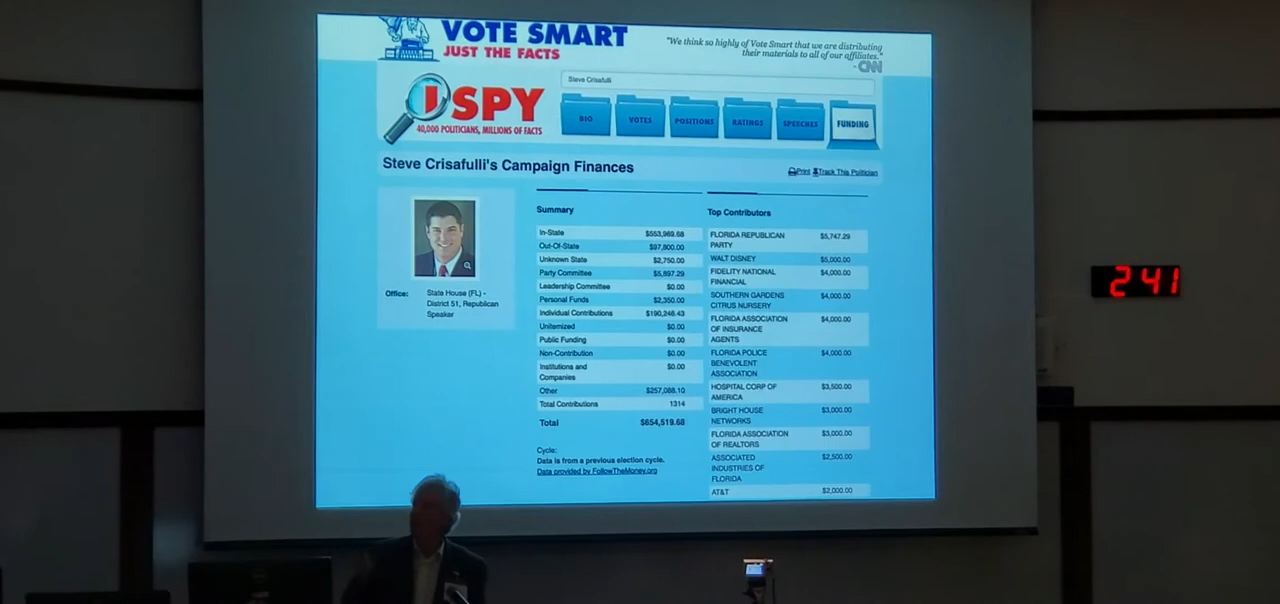 VOTE SMART
JUST THE FACTS
"We think so highly of Vote Smart that we are distributing
their materials to all of our affiliates."
- CNN
ISPY
40,000 POLITICIANS, MILLIONS OF FACTS
Steve Crisafulli
BIO VOTES POSITIONS RATINGS SPEECHES FUNDING
Steve Crisafulli's Campaign Finances
Print Track This Politician
Office: State House (FL) -
District 51, Republican
Speaker
Summary
In-State $553,969.68
Out-Of-State $97,800.00
Unknown State $2,750.00
Party Committee $5,897.29
Leadership Committee $0.00
Personal Funds $2,350.00
Individual Contributions $190,246.43
Unitemized $0.00
Public Funding $0.00
Non-Contribution $0.00
Institutions and $0.00
Companies
Other $257,088.10
Total Contributions 1314
Total $654,519.68
Cycle:
Data is from a previous election cycle.
Data provided by FollowTheMoney.org
Top Contributors
FLORIDA REPUBLICAN $5,747.29
PARTY
WALT DISNEY $5,000.00
FIDELITY NATIONAL $4,000.00
FINANCIAL
SOUTHERN GARDENS $4,000.00
CITRUS NURSERY
FLORIDA ASSOCIATION $4,000.00
OF INSURANCE
AGENTS
FLORIDA POLICE $4,000.00
BENEVOLENT
ASSOCIATION
HOSPITAL CORP OF $3,500.00
AMERICA
BRIGHT HOUSE $3,000.00
NETWORKS
FLORIDA ASSOCIATION $3,000.00
OF REALTORS
ASSOCIATED $2,500.00
INDUSTRIES OF
FLORIDA
AT&T $2,000.00
2 41